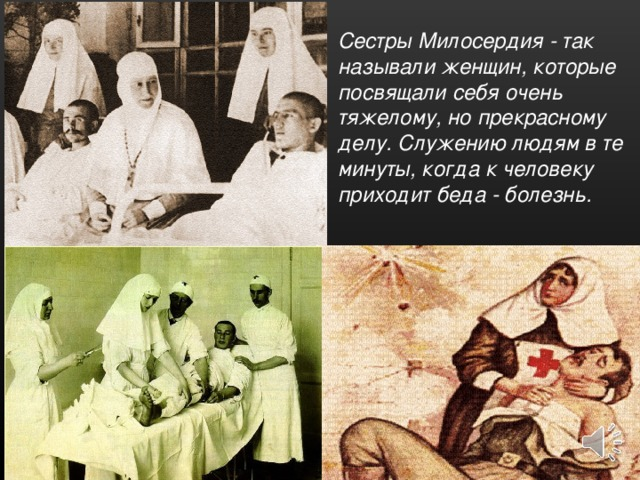 Сестры Милосердия - так
называли женщин, которые
посвящали себя очень
тяжелому, но прекрасному
делу. Служению людям в те
минуты, когда к человеку
приходит беда - болезнь.